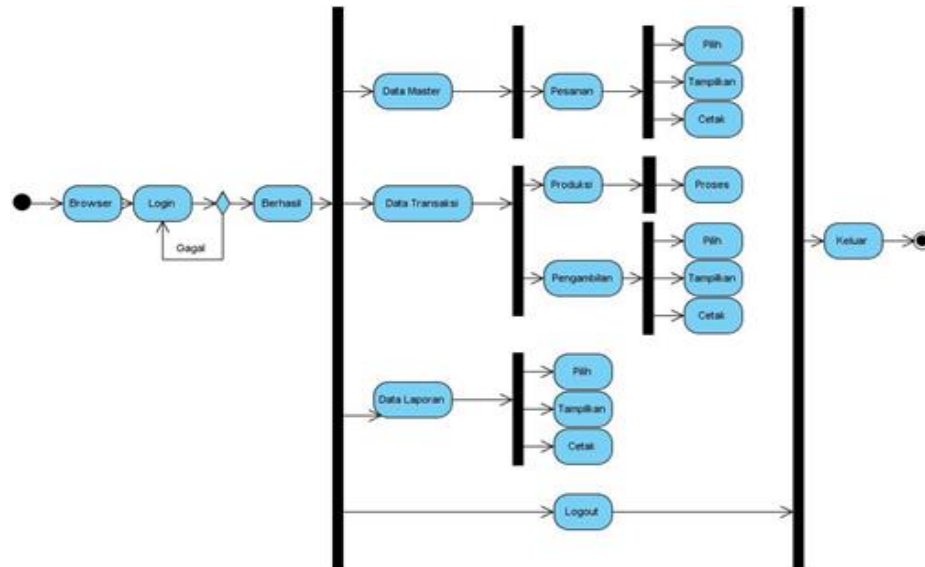 Browser
Login
Gagal
Berhasil
Data Master
Pesanan
Pilih
Tampilkan
Cetak
Data Transaksi
Produksi
Proses
Pengambilan
Pilih
Tampilkan
Cetak
Data Laporan
Pilih
Tampilkan
Cetak
Logout
Keluar